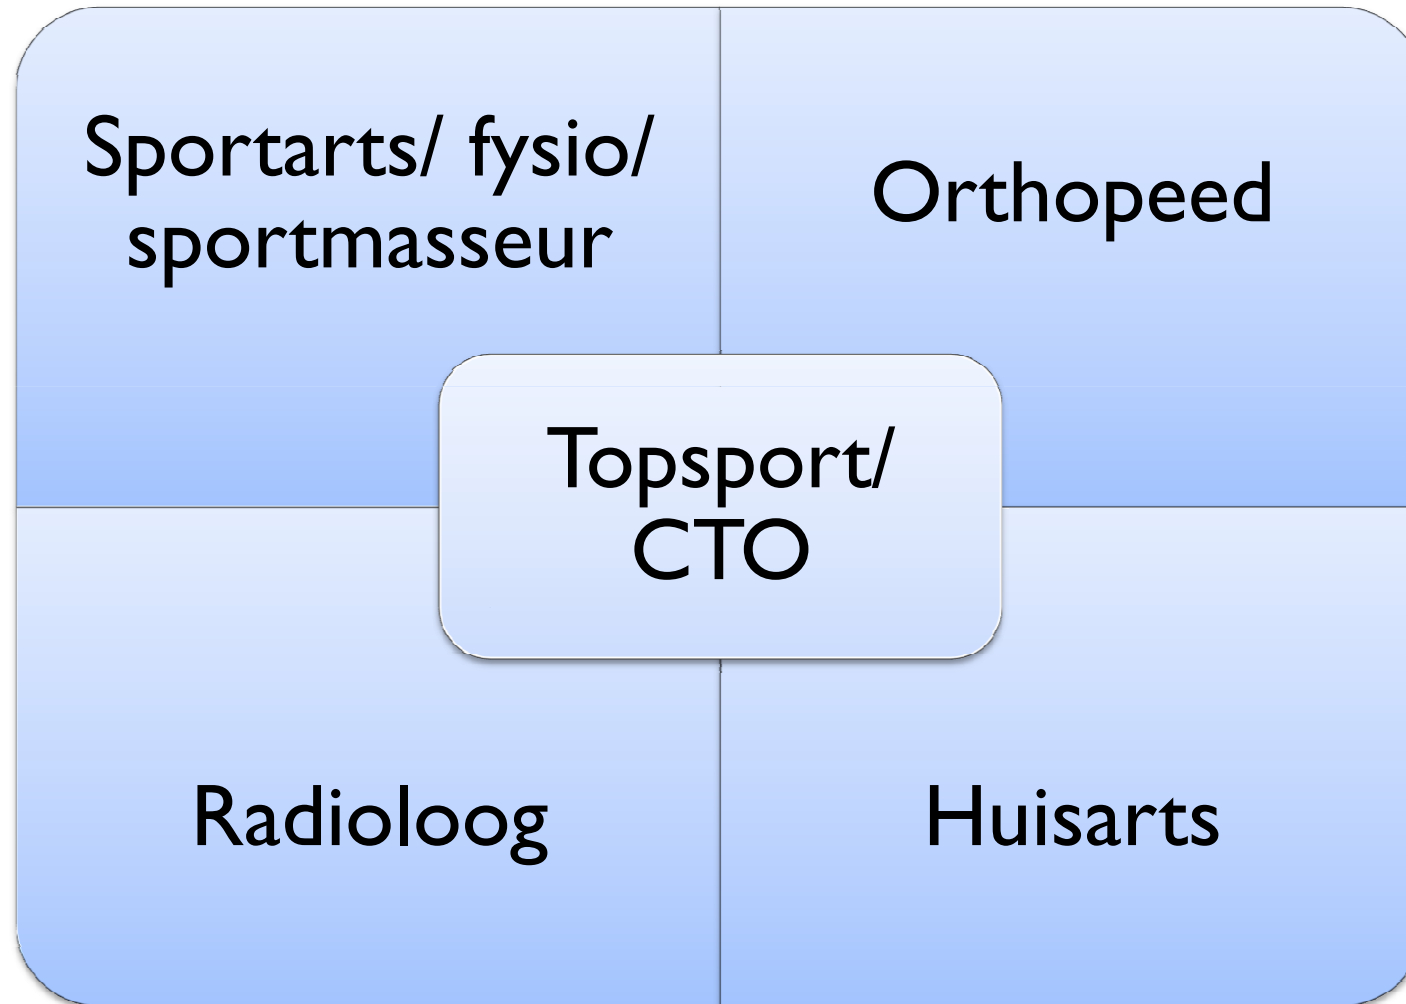 Sportarts/ fysio/
sportmasseur
Orthopeed
Topsport/
CTO
Radioloog
Huisarts